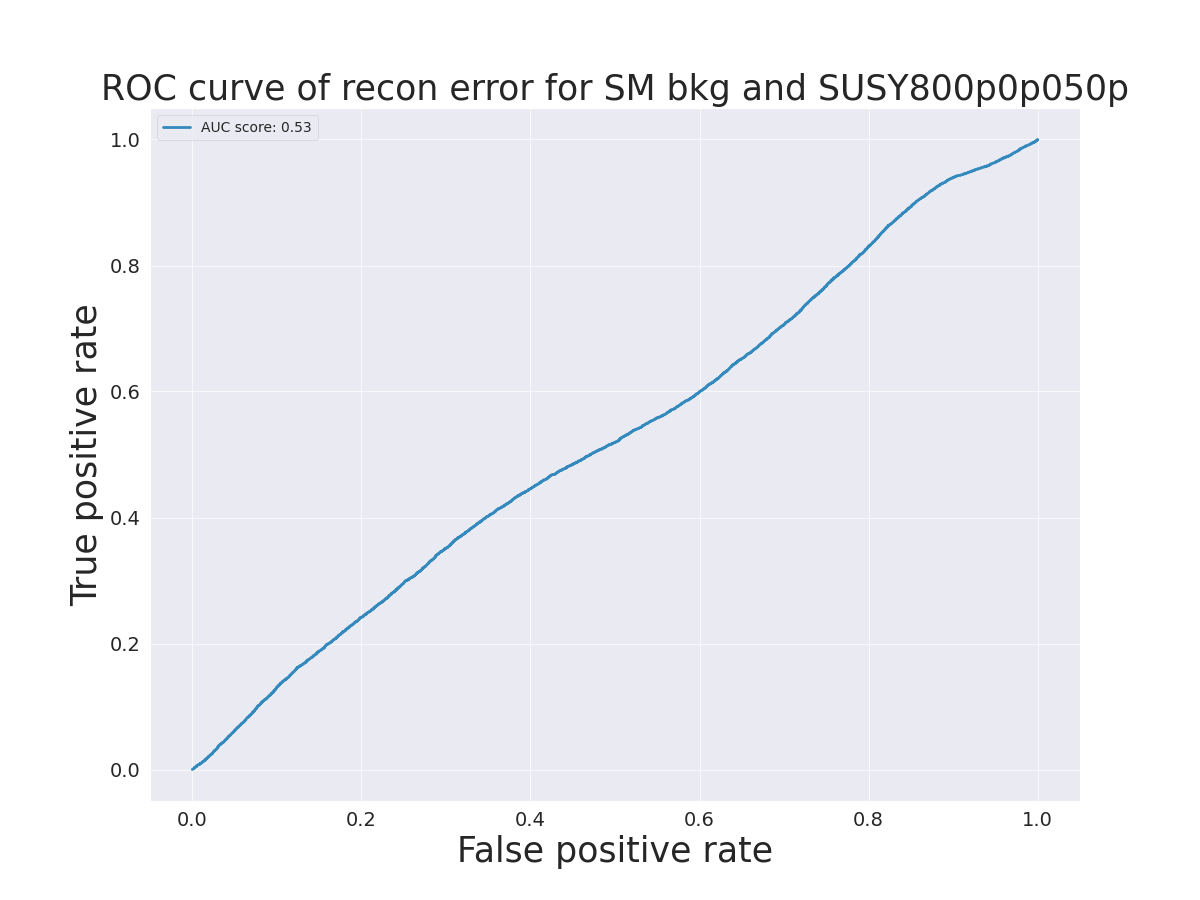 ROC curve of recon error for SM bkg and SUSY800p0p050p
AUC score: 0.53
1.0
0.8
0.6
0.4
0.2
0.0
True positive rate
0.0 0.2 0.4 0.6 0.8 1.0
False positive rate